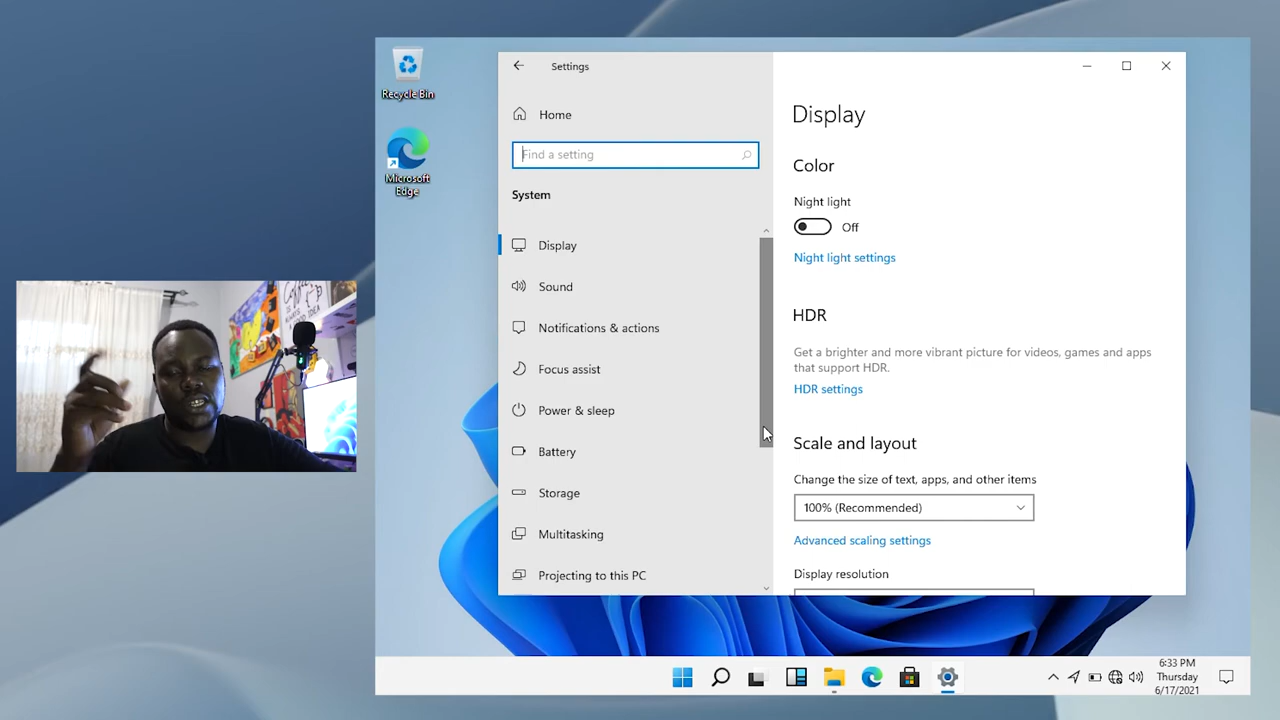 Recycle Bin
Microsoft
Edge
Settings
Home
Find a setting
System
Display
Sound
Notifications & actions
Focus assist
Power & sleep
Battery
Storage
Multitasking
Projecting to this PC
Display
Color
Night light
Off
Night light settings
HDR
Get a brighter and more vibrant picture for videos, games and apps
that support HDR.
HDR settings
Scale and layout
Change the size of text, apps, and other items
100% (Recommended)
Advanced scaling settings
Display resolution
6:33 PM
Thursday
6/17/2021